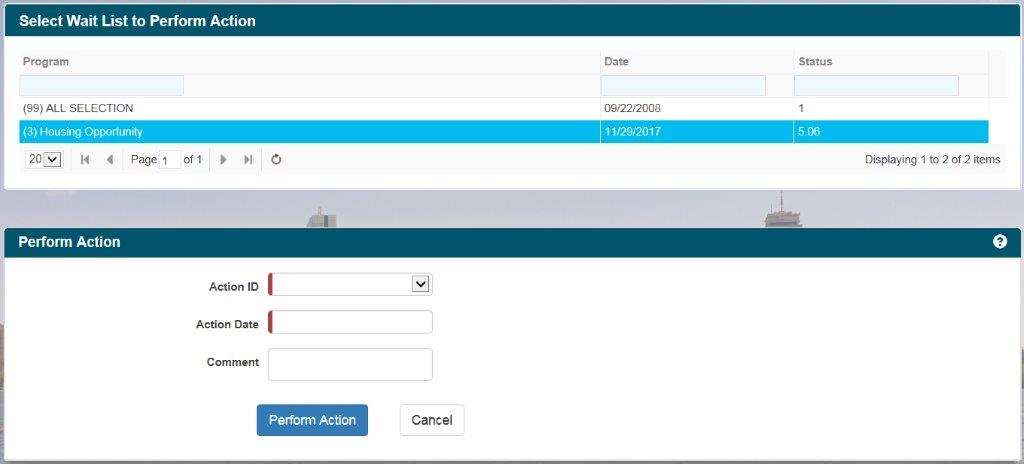 Select Wait List to Perform Action
Program Date Status
(99) ALL SELECTION 09/22/2008 1
(3) Housing Opportunity 11/29/2017 5.06
20 Page 1 of 1 Displaying 1 to 2 of 2 items
Perform Action ?
Action ID
Action Date
Comment
Perform Action Cancel